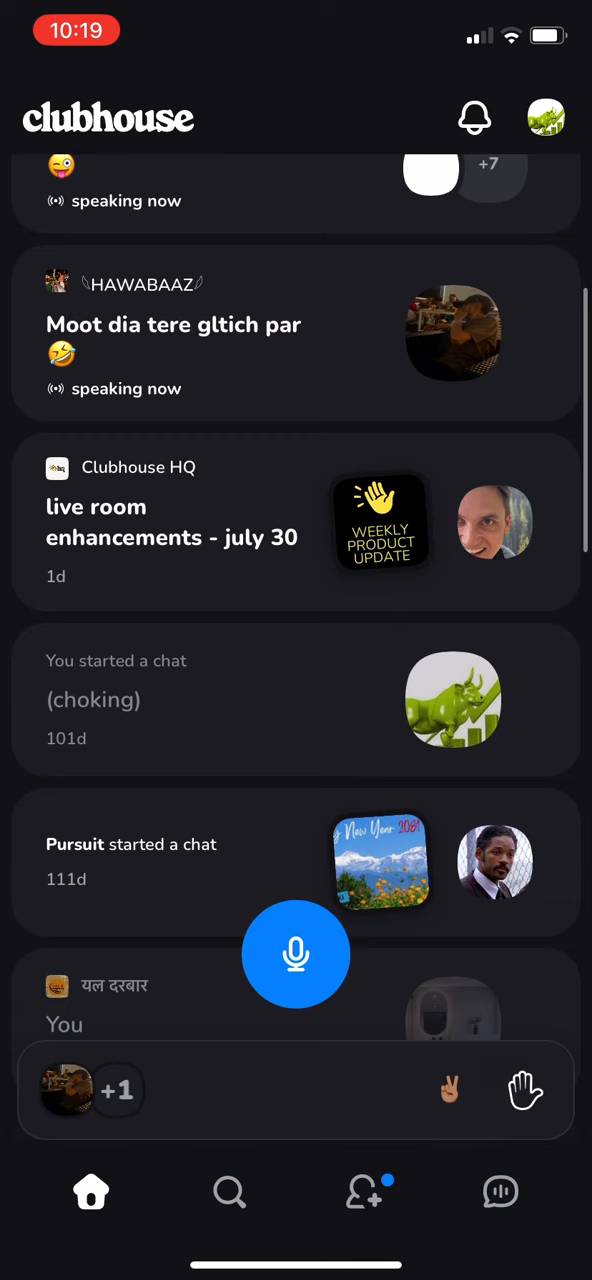 10:19
clubhouse
😜
+7
speaking now
HAWABAAZ
Moot dia tere gltich par
🤣
speaking now
Clubhouse HQ
live room
enhancements - july 30
1d
WEEKLY
PRODUCT
UPDATE
You started a chat
(choking)
101d
Pursuit started a chat
111d
y New Year
यल दरबार
You
+1